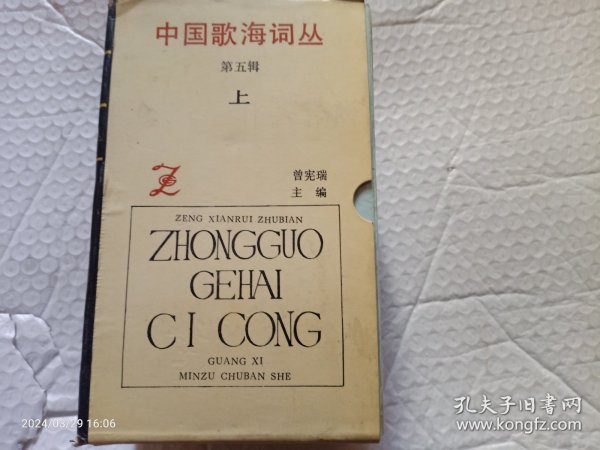 中国歌海词丛
第五辑
上
曾宪瑞
主编
ZENG XIANRUI ZHUBIAN
ZHONGGUO
GEHAI
CI CONG
GUANG XI
MINZU CHUBAN SHE
2024/03/29 16:06
孔夫子旧书网
www.kongfz.com